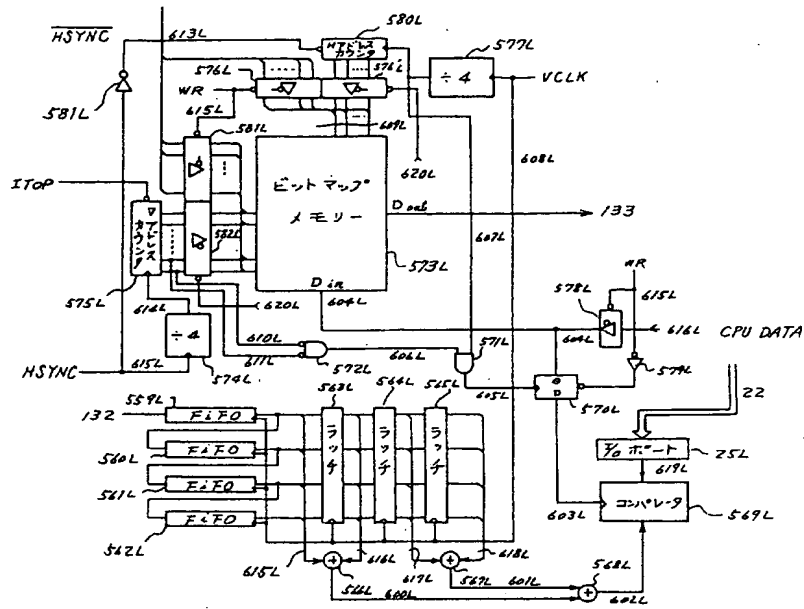 HSYNC
613L
580L
Hアドレス
カウンタ
577L
÷4
VCLK
576L
576L
WR
615L
581L
581L
609L
620L
608L
ITOP
Vアドレス
カウンタ
582L
ビットマップ
メモリー
Dout
133
607L
573L
Din
604L
WR
575L
616L
620L
578L
615L
604L
616L
CPU DATA
÷4
610L
611L
606L
571L
572L
579L
HSYNC
615L
574L
605L
Q
D
570L
22
559L
563L
564L
565L
132
FiFO
ラッチ
ラッチ
ラッチ
I/oポート
25L
560L
FiFO
619L
561L
FiFO
603L
コンパレータ
569L
562L
FiFO
615L
616L
617L
618L
566L
567L
568L
600L
601L
602L